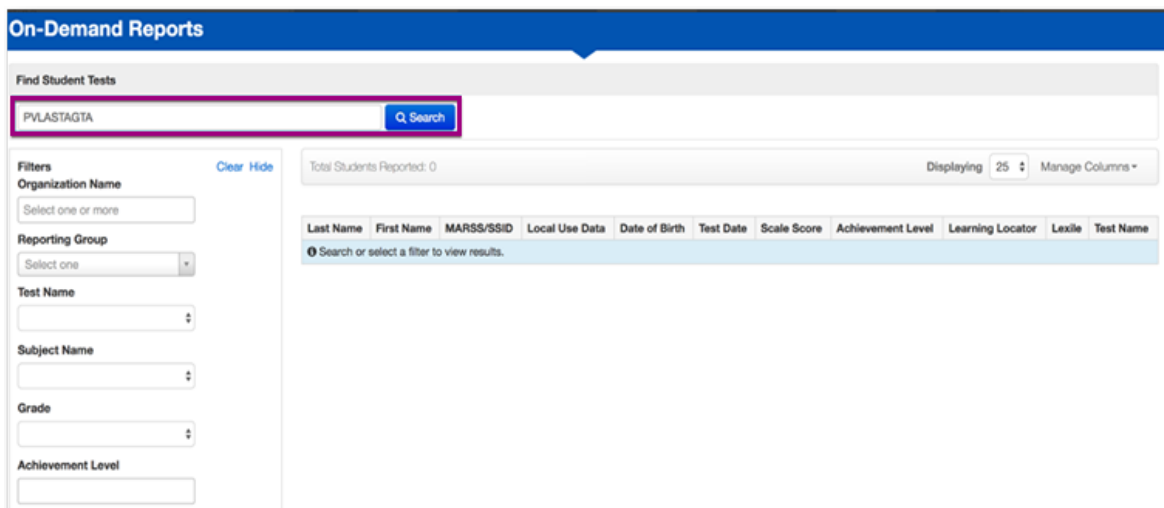 On-Demand Reports
Find Student Tests
PVLASTAGTA Search
Filters Clear Hide
Organization Name
Select one or more
Reporting Group
Select one
Test Name
Subject Name
Grade
Achievement Level
Total Students Reported: 0 Displaying 25 Manage Columns
Last Name First Name MARSS/SSID Local Use Data Date of Birth Test Date Scale Score Achievement Level Learning Locator Lexile Test Name
Search or select a filter to view results.